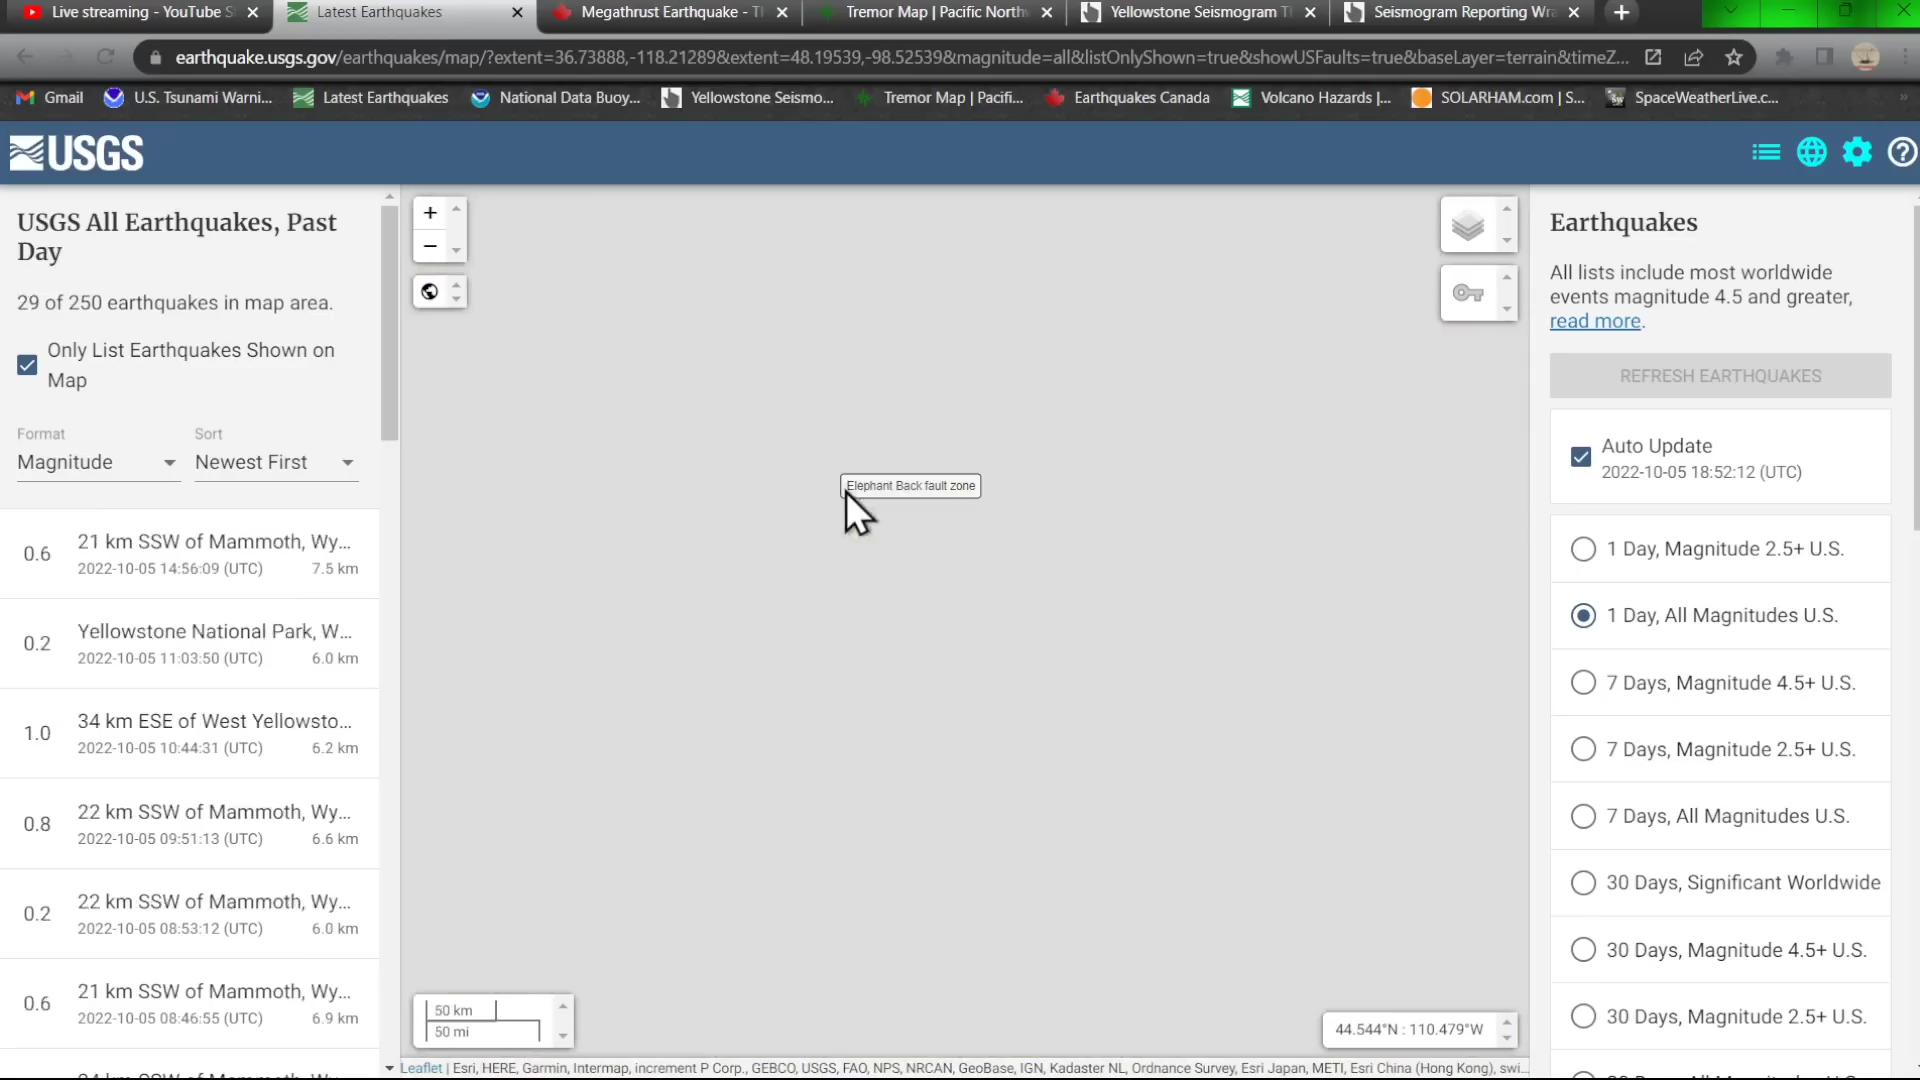 Live streaming - YouTube S
Latest Earthquakes
Megathrust Earthquake - T
Tremor Map | Pacific North
Yellowstone Seismogram T
Seismogram Reporting Wra
earthquake.usgs.gov/earthquakes/map/?extent=36.73888,-118.21289&extent=48.19539,-98.52539&magnitude=all&listOnlyShown=true&showUSFaults=true&baseLayer=terrain&timeZ...
Gmail
U.S. Tsunami Warni...
Latest Earthquakes
National Data Buoy...
Yellowstone Seismo...
Tremor Map | Pacifi...
Earthquakes Canada
Volcano Hazards |...
SOLARHAM.com | S...
SpaceWeatherLive.c...
USGS
USGS All Earthquakes, Past
Day
29 of 250 earthquakes in map area.
Only List Earthquakes Shown on
Map
Format
Sort
Magnitude
Newest First
0.6
21 km SSW of Mammoth, Wy...
2022-10-05 14:56:09 (UTC)
7.5 km
0.2
Yellowstone National Park, W...
2022-10-05 11:03:50 (UTC)
6.0 km
1.0
34 km ESE of West Yellowsto...
2022-10-05 10:44:31 (UTC)
6.2 km
0.8
22 km SSW of Mammoth, Wy...
2022-10-05 09:51:13 (UTC)
6.6 km
0.2
22 km SSW of Mammoth, Wy...
2022-10-05 08:53:12 (UTC)
6.0 km
0.6
21 km SSW of Mammoth, Wy...
2022-10-05 08:46:55 (UTC)
6.9 km
Elephant Back fault zone
50 km
50 mi
44.544°N : 110.479°W
Leaflet | Esri, HERE, Garmin, Intermap, increment P Corp., GEBCO, USGS, FAO, NPS, NRCAN, GeoBase, IGN, Kadaster NL, Ordnance Survey, Esri Japan, METI, Esri China (Hong Kong), swi...
Earthquakes
All lists include most worldwide
events magnitude 4.5 and greater,
read more.
REFRESH EARTHQUAKES
Auto Update
2022-10-05 18:52:12 (UTC)
1 Day, Magnitude 2.5+ U.S.
1 Day, All Magnitudes U.S.
7 Days, Magnitude 4.5+ U.S.
7 Days, Magnitude 2.5+ U.S.
7 Days, All Magnitudes U.S.
30 Days, Significant Worldwide
30 Days, Magnitude 4.5+ U.S.
30 Days, Magnitude 2.5+ U.S.